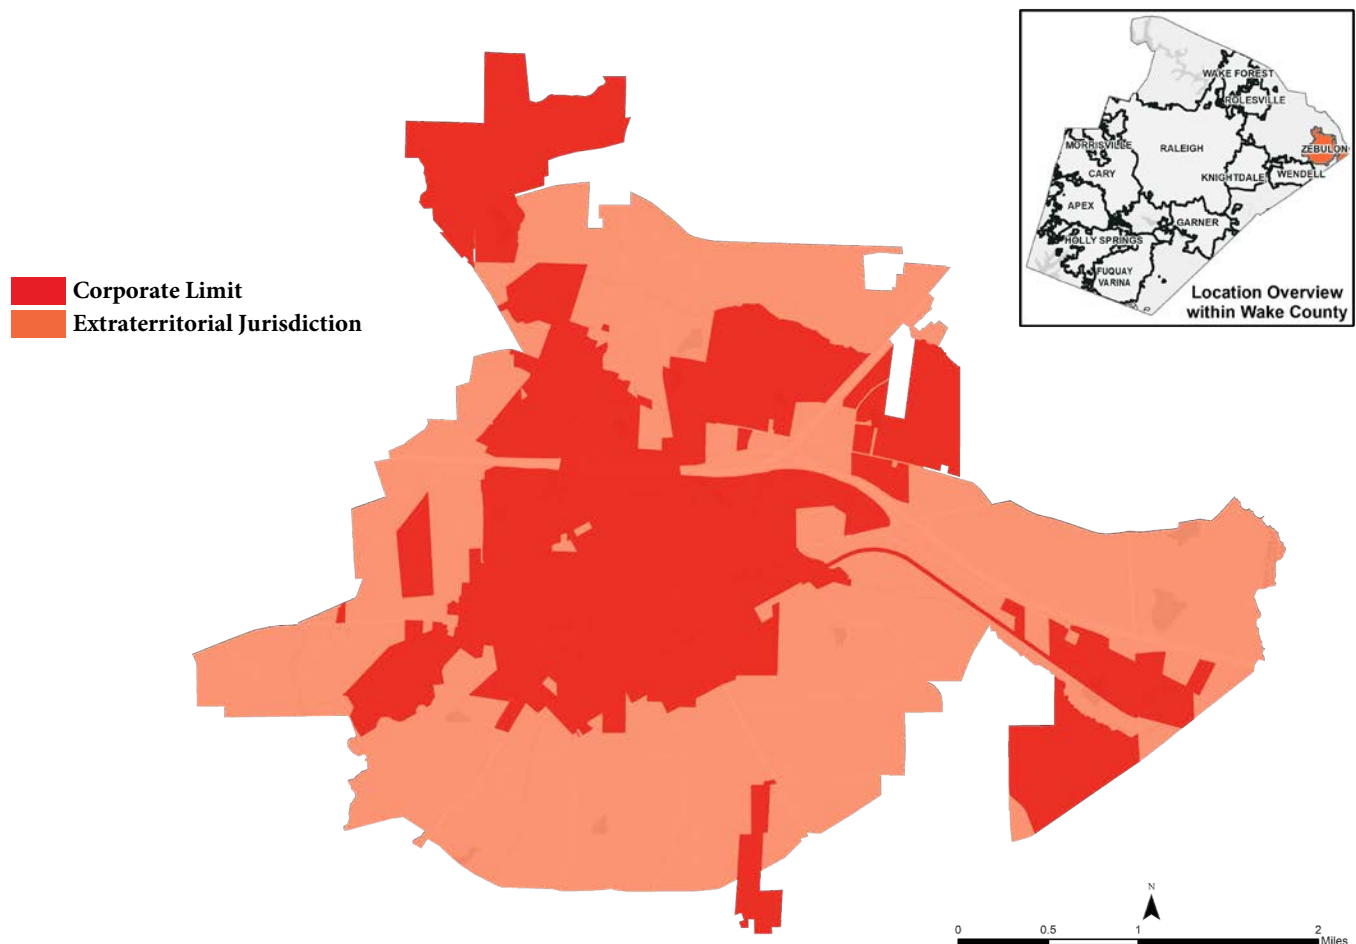 WAKE FOREST
ROLESVILLE
MORRISVILLE
RALEIGH
ZEBULON
CARY
KNIGHTDALE
WENDELL
APEX
GARNER
HOLLY SPRINGS
FUQUAY
VARINA
Location Overview
within Wake County
Corporate Limit
Extraterritorial Jurisdiction
N
0 0.5 1 2
Miles